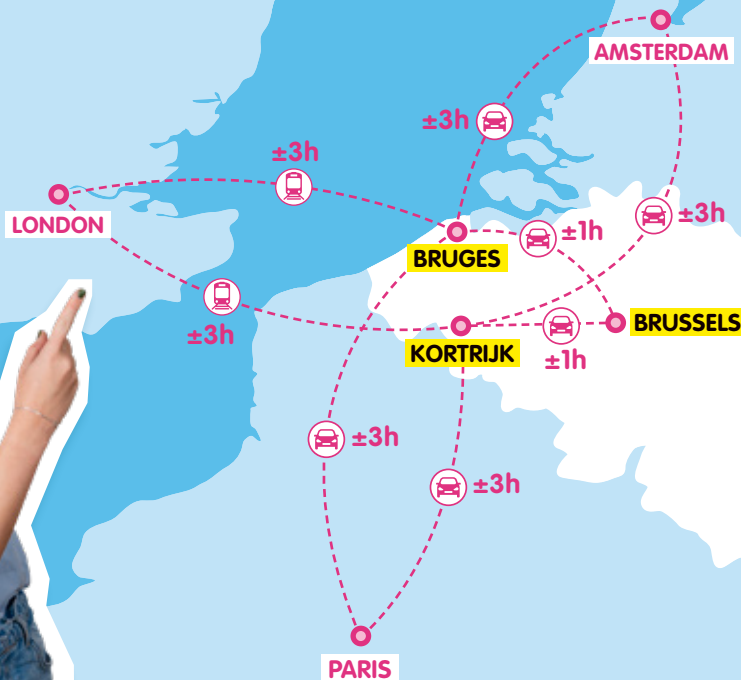 AMSTERDAM
±3h
±3h
LONDON
±3h
±1h
BRUGES
±3h
BRUSSELS
KORTRIJK
±1h
±3h
±3h
PARIS